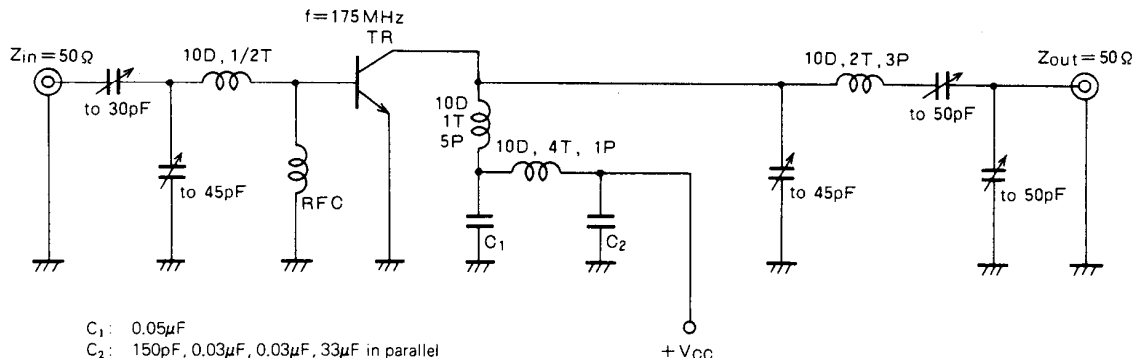 f=175MHz
TR
Zin=50Ω
10D, 1/2T
to 30pF
to 45pF
RFC
10D
1T
5P
10D, 4T, 1P
C₁
C₂
10D, 2T, 3P
to 50pF
to 45pF
to 50pF
Zout=50Ω
+VCC
C₁: 0.05μF
C₂: 150pF, 0.03μF, 0.03μF, 33μF in parallel